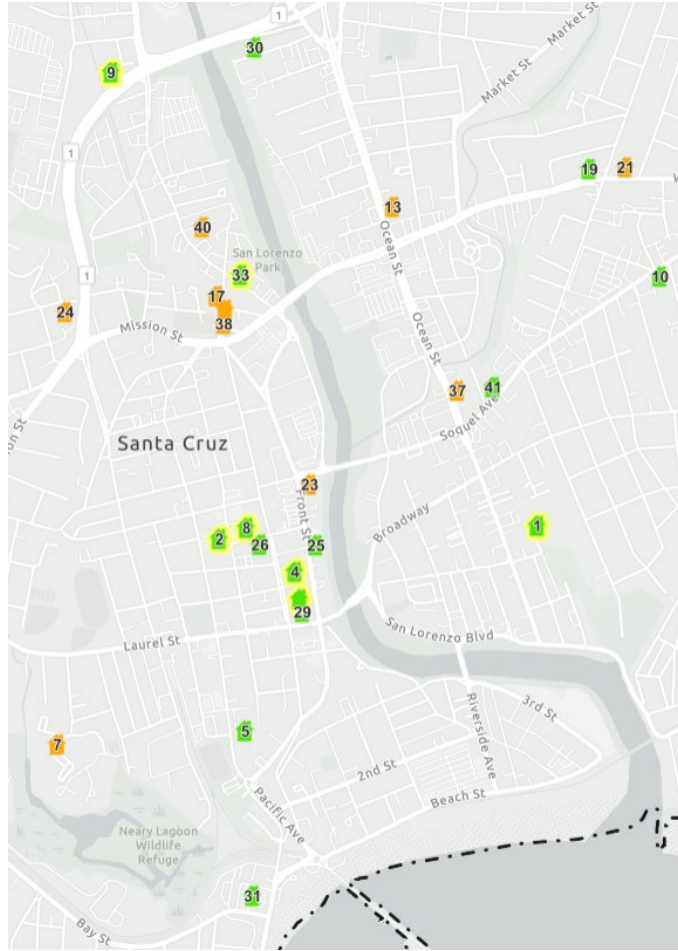 1
30
Market St
9
Market St
1
19
21
13
40
Ocean St
San Lorenzo
Park
33
1
10
17
24
38
Mission St
Ocean St
37
41
Soquel Ave
Santa Cruz
23
Front St
Broadway
8
2
26
25
1
4
29
Laurel St
San Lorenzo Blvd
Riverside Ave
3rd St
5
7
2nd St
Pacific Ave
Beach St
Neary Lagoon
Wildlife
Refuge
31
Bay St